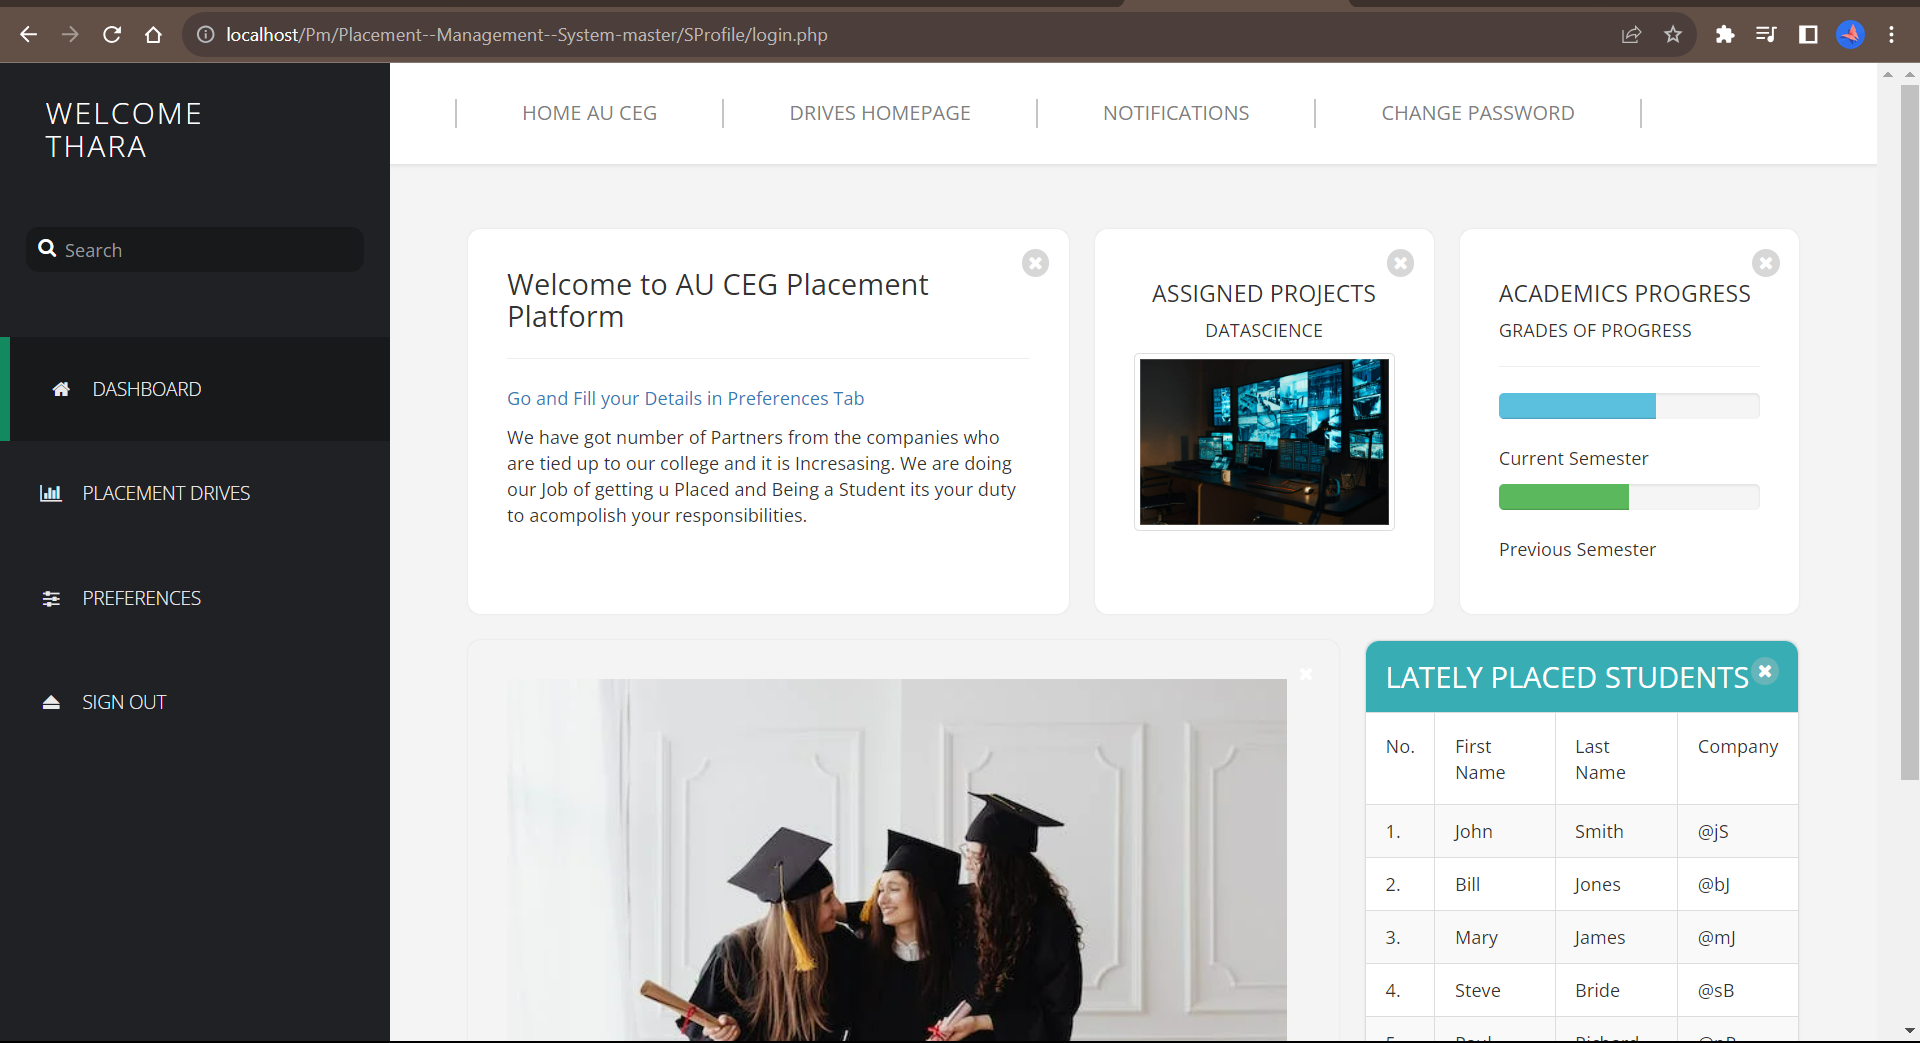 localhost/Pm/Placement--Management--System-master/SProfile/login.php
WELCOME
THARA
Search
DASHBOARD
PLACEMENT DRIVES
PREFERENCES
SIGN OUT
HOME AU CEG
DRIVES HOMEPAGE
NOTIFICATIONS
CHANGE PASSWORD
Welcome to AU CEG Placement
Platform
Go and Fill your Details in Preferences Tab
We have got number of Partners from the companies who
are tied up to our college and it is Incresasing. We are doing
our Job of getting u Placed and Being a Student its your duty
to acompolish your responsibilities.
ASSIGNED PROJECTS
DATASCIENCE
ACADEMICS PROGRESS
GRADES OF PROGRESS
Current Semester
Previous Semester
LATELY PLACED STUDENTS
No. First Name Last Name Company
1. John Smith @jS
2. Bill Jones @bJ
3. Mary James @mJ
4. Steve Bride @sB